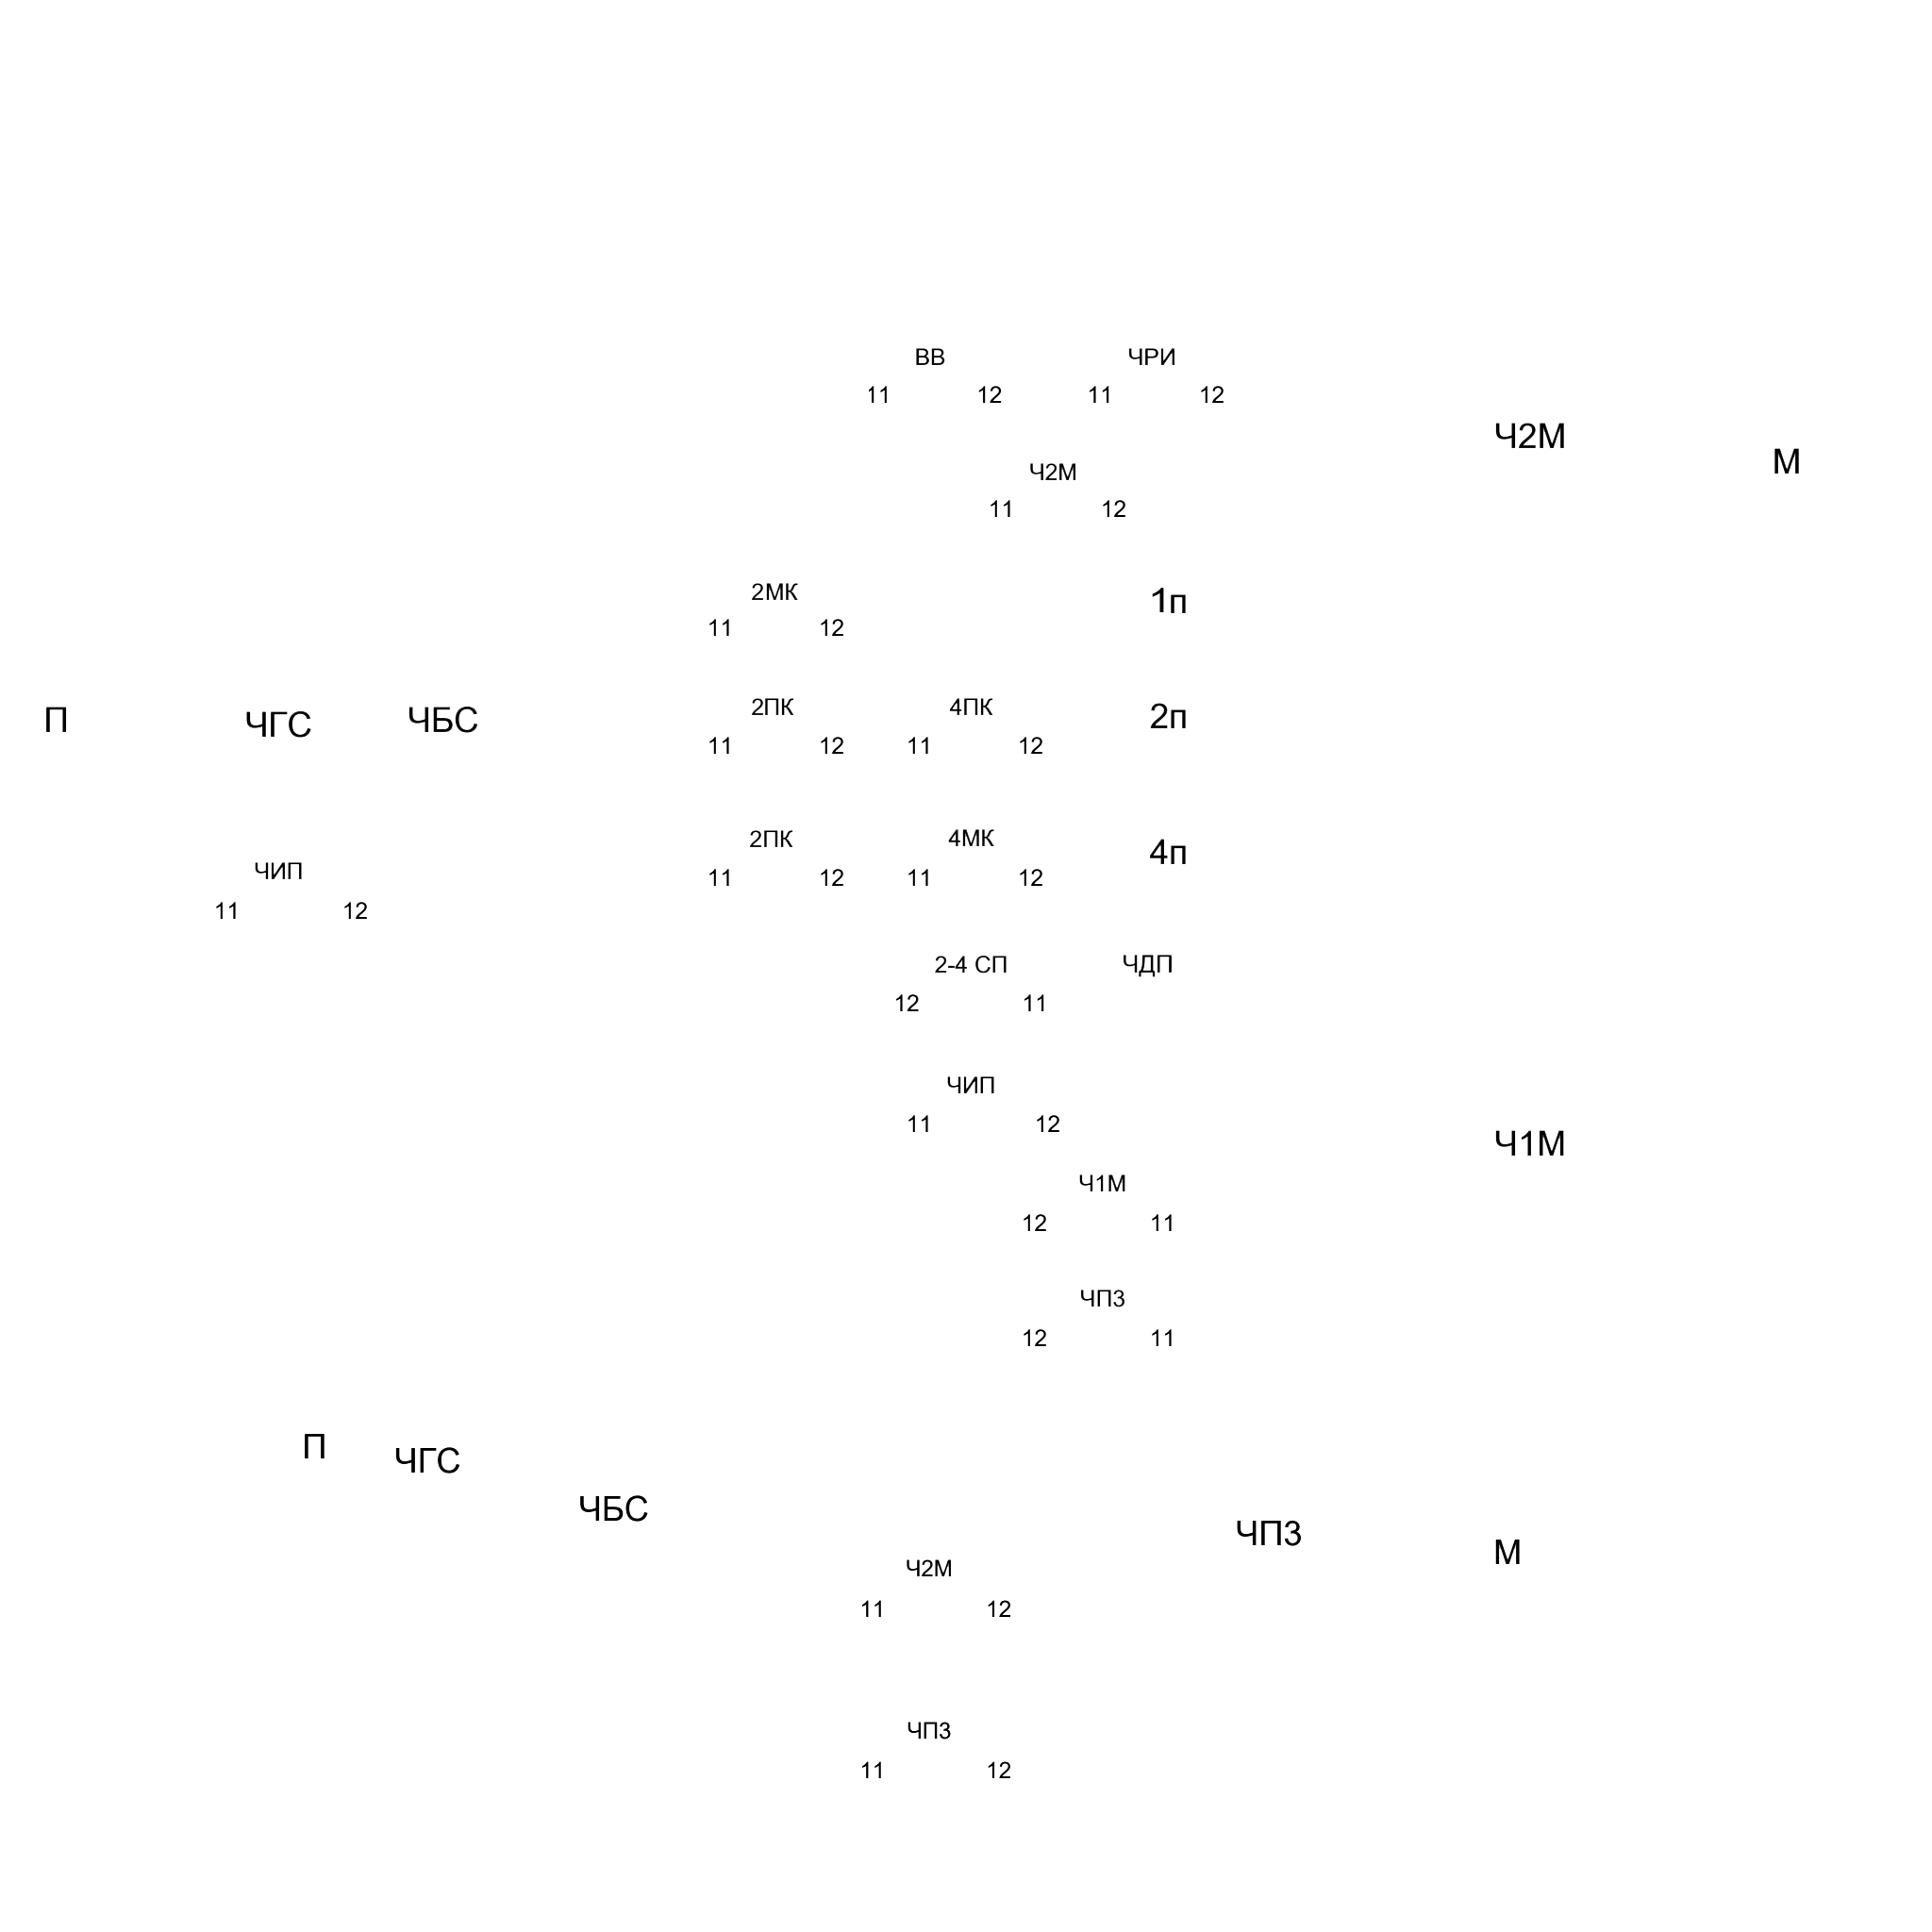 ВВ ЧРИ
11 12 11 12
Ч2М М
Ч2М
11 12
2МК 1п
11 12
П ЧГС ЧБС 2ПК 4ПК 2п
11 12 11 12
2ПК 4МК 4п
ЧИП 11 12 11 12
11 12
2-4 СП ЧДП
12 11
ЧИП
11 12 Ч1М
Ч1М
12 11
ЧП3
12 11
П ЧГС
ЧБС
ЧП3 М
Ч2М
11 12
ЧП3
11 12